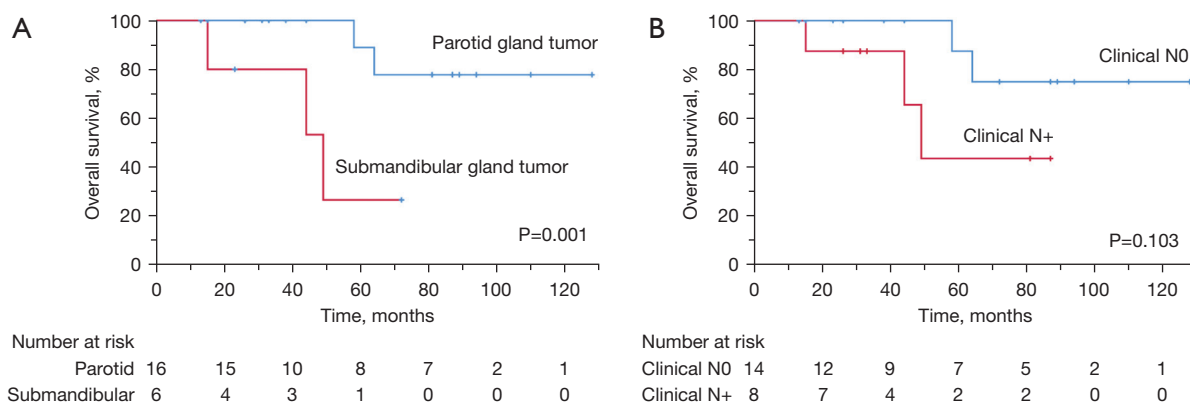 A
Overall survival, %
100
80
60
40
20
0
Parotid gland tumor
Submandibular gland tumor
P=0.001
0 20 40 60 80 100 120
Time, months
Number at risk
Parotid 16 15 10 8 7 2 1
Submandibular 6 4 3 1 0 0 0
B
Overall survival, %
100
80
60
40
20
0
Clinical N0
Clinical N+
P=0.103
0 20 40 60 80 100 120
Time, months
Number at risk
Clinical N0 14 12 9 7 5 2 1
Clinical N+ 8 7 4 2 2 0 0